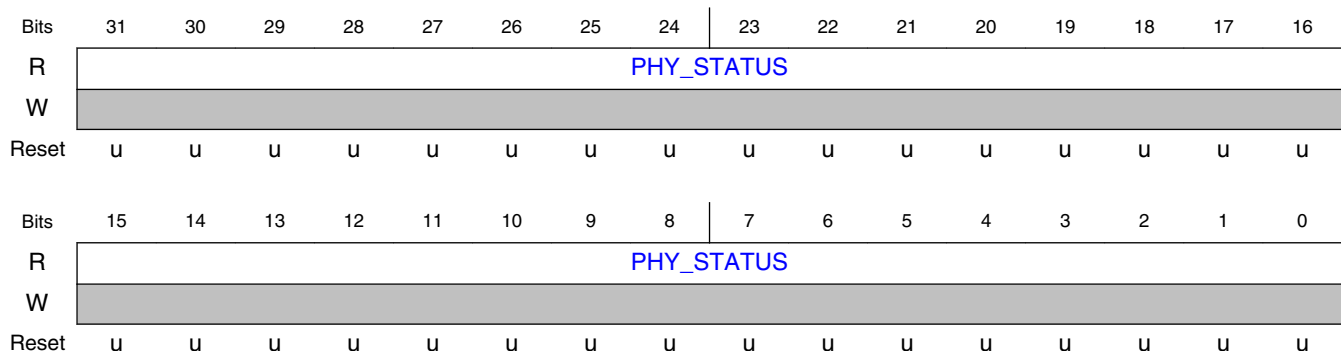 Bits 31 30 29 28 27 26 25 24 23 22 21 20 19 18 17 16
R PHY_STATUS
W
Reset u u u u u u u u u u u u u u u u
Bits 15 14 13 12 11 10 9 8 7 6 5 4 3 2 1 0
R PHY_STATUS
W
Reset u u u u u u u u u u u u u u u u